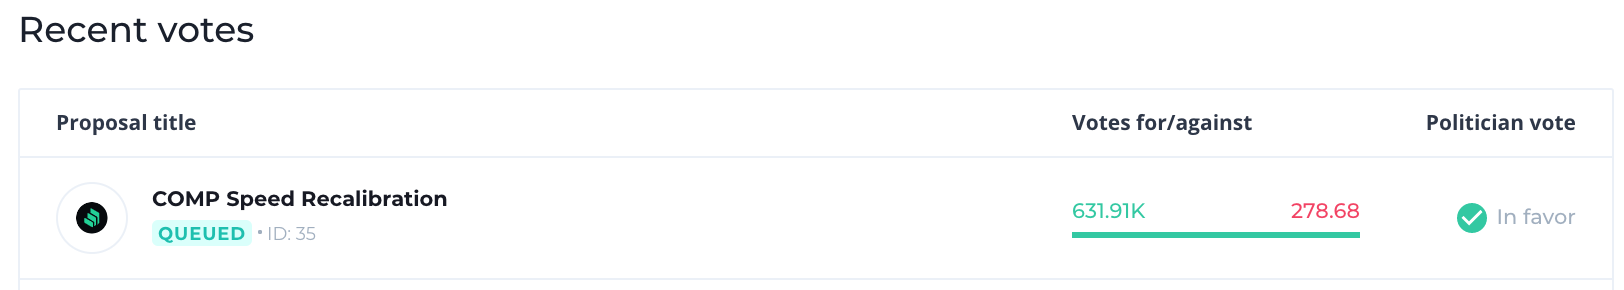 Recent votes
Proposal title Votes for/against Politician vote
COMP Speed Recalibration
631.91K 278.68 In favor
QUEUED • ID: 35